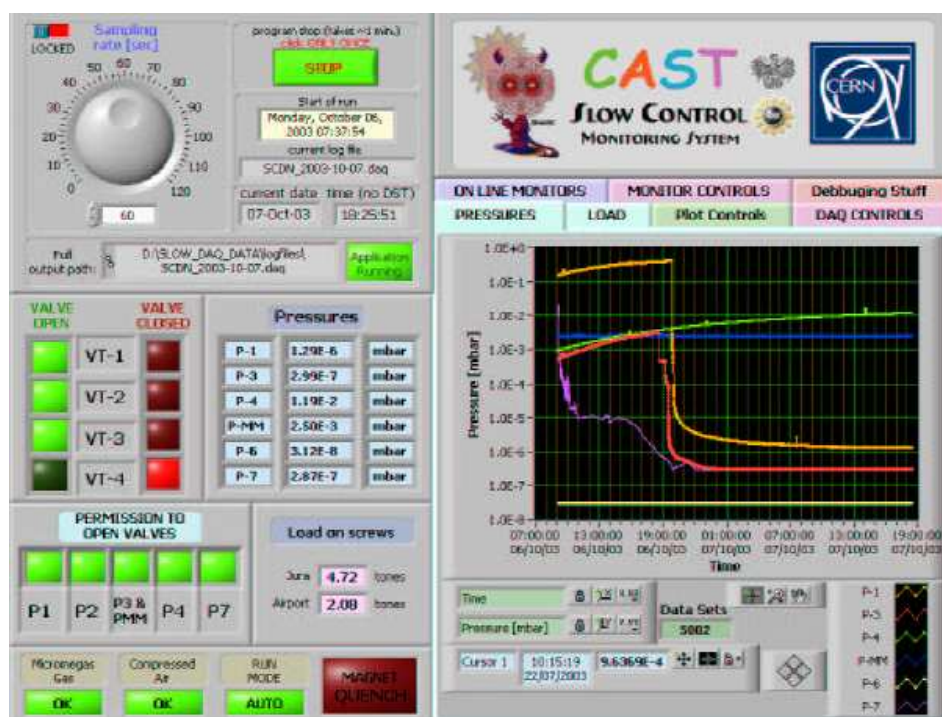 LOCKED
Sampling rate [sec]
0
10
20
30
40
50
60
70
80
90
100
110
120
60
program stop (takes ~1 min.)
click ONLY ONCE
STOP
Start of run
Monday, October 06,
2003 07:37:54
current log file
SCDN_2003-10-07.daq
current date
time (no DST)
07-Oct-03
18:25:51
Full
output path:
D:\SLOW_DAQ_DATA\logfiles\
SCDN_2003-10-07.daq
Application
Running
CAST
SLOW CONTROL
MONITORING SYSTEM
CERN
ON LINE MONITORS
MONITOR CONTROLS
Debbuging Stuff
PRESSURES
LOAD
Plot Controls
DAQ CONTROLS
VALVE OPEN
VALVE CLOSED
VT-1
VT-2
VT-3
VT-4
Pressures
P-1 1.29E-6 mbar
P-3 2.99E-7 mbar
P-4 1.19E-2 mbar
P-MM 2.50E-3 mbar
P-6 3.12E-8 mbar
P-7 2.87E-7 mbar
PERMISSION TO
OPEN VALVES
P1
P2
P3 & PMM
P4
P7
Load on screws
Jura 4.72 tones
Airport 2.08 tones
Micromegas Gas
OK
Compressed Air
OK
RUN MODE
AUTO
MAGNET
QUENCH
Pressure [mbar]
1.0E+0
1.0E-1
1.0E-2
1.0E-3
1.0E-4
1.0E-5
1.0E-6
1.0E-7
1.0E-8
07:00:00 13:00:00 19:00:00 01:00:00 07:00:00 13:00:00 19:00:00
06/10/03 06/10/03 06/10/03 07/10/03 07/10/03 07/10/03 07/10/03
Time
Time
Pressure [mbar]
Data Sets
5002
Cursor 1
10:15:19
22/07/2003
9.6369E-4
P-1
P-3
P-4
P-MM
P-6
P-7